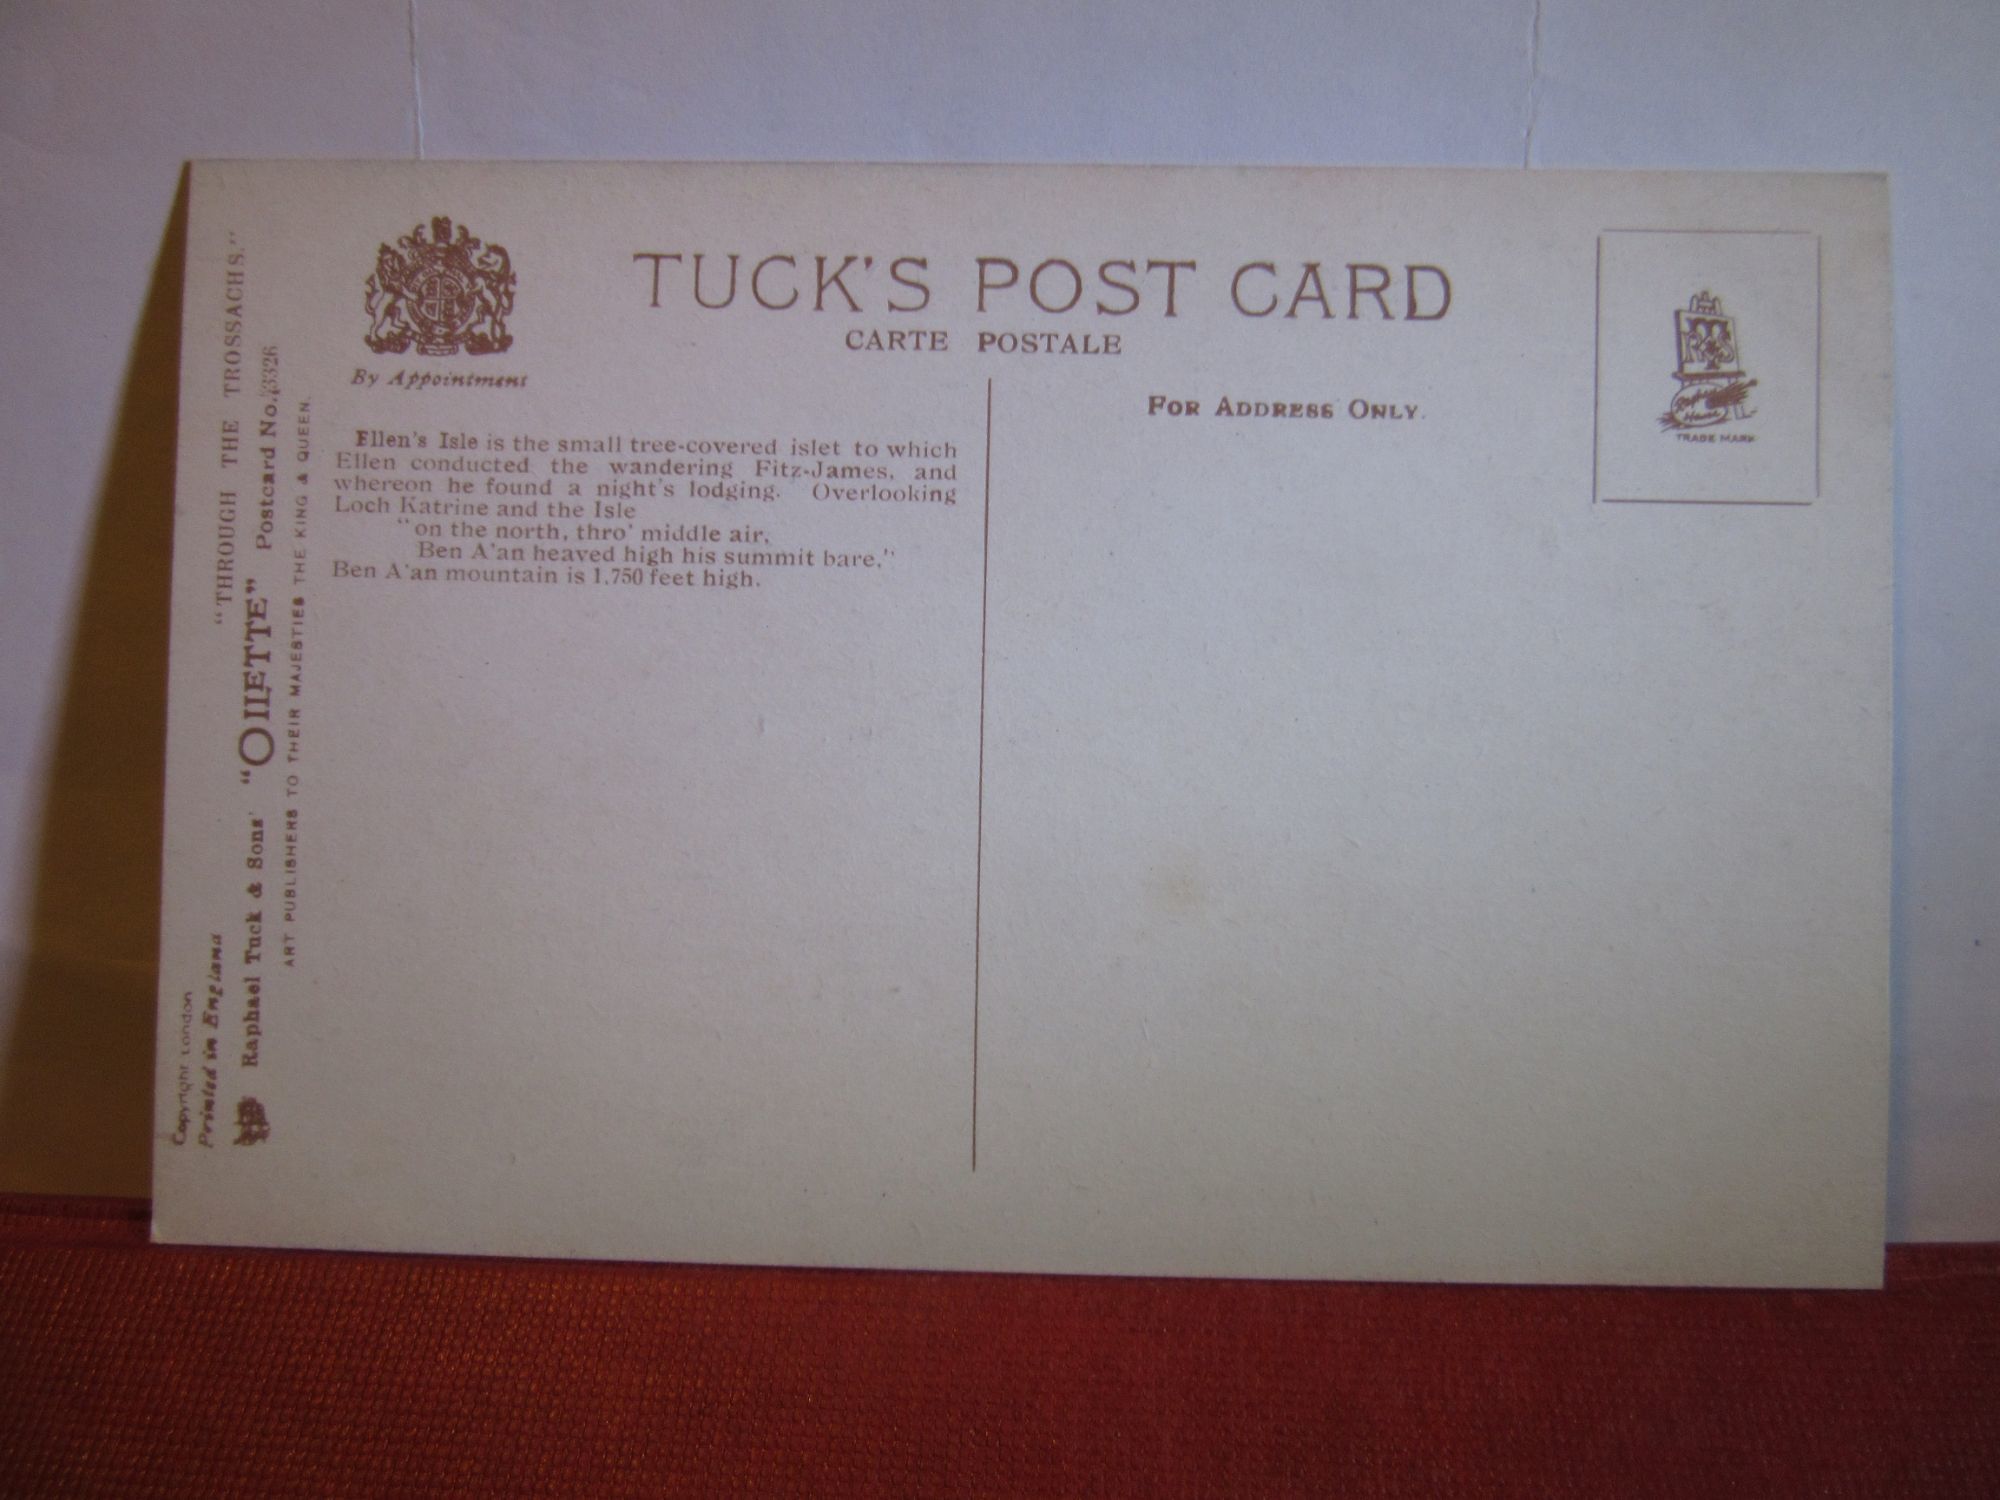 TUCK'S POST CARD
CARTE POSTALE
By Appointment
FOR ADDRESS ONLY.
TRADE MARK
Ellen's Isle is the small tree-covered islet to which
Ellen conducted the wandering Fitz-James, and
whereon he found a night's lodging. Overlooking
Loch Katrine and the Isle
"on the north, thro' middle air,
Ben A'an heaved high his summit bare,"
Ben A'an mountain is 1,750 feet high.
Copyright London
Printed in England
"THROUGH THE TROSSACHS."
Raphael Tuck & Sons' "OILETTE" Postcard No. 3326
ART PUBLISHERS TO THEIR MAJESTIES THE KING & QUEEN.